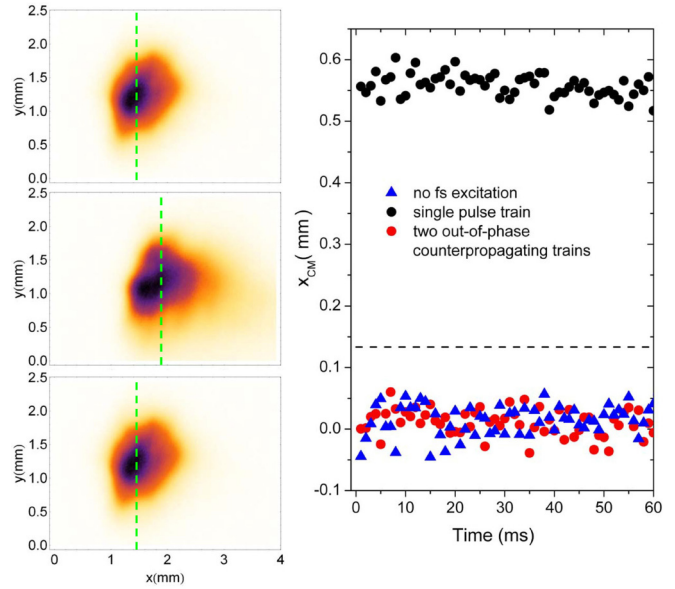 2.5
2.0
1.5
1.0
0.5
0.0
y(mm)
2.5
2.0
1.5
1.0
0.5
0.0
y(mm)
2.5
2.0
1.5
1.0
0.5
0.0
y(mm)
0 1 2 3 4
x(mm)
0.6
0.5
0.4
0.3
0.2
0.1
0.0
-0.1
x_CM( mm )
no fs excitation
single pulse train
two out-of-phase
counterpropagating trains
0 10 20 30 40 50 60
Time (ms)